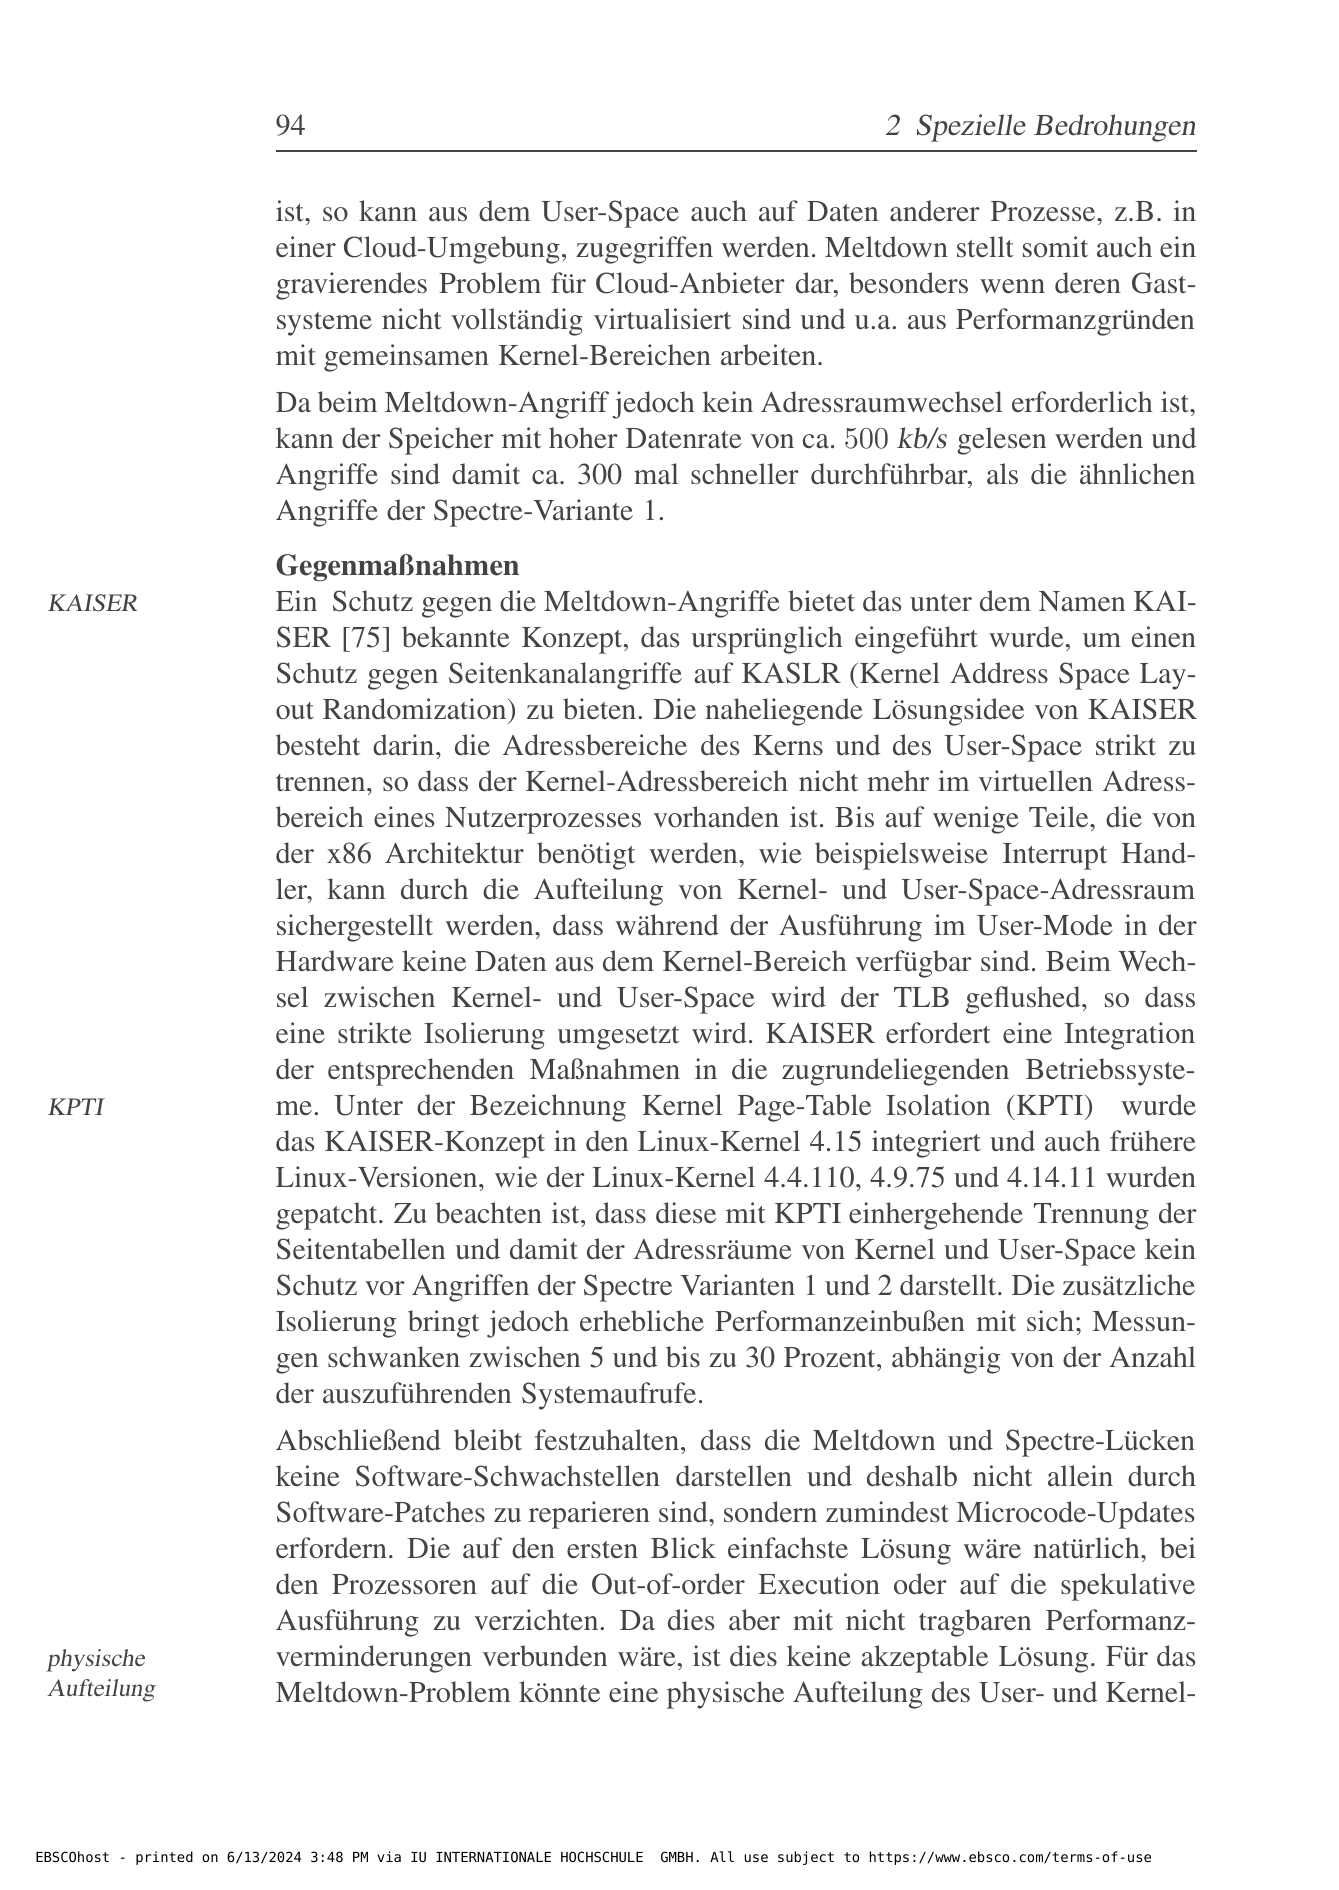 94
2 Spezielle Bedrohungen
ist, so kann aus dem User-Space auch auf Daten anderer Prozesse, z.B. in
einer Cloud-Umgebung, zugegriffen werden. Meltdown stellt somit auch ein
gravierendes Problem für Cloud-Anbieter dar, besonders wenn deren Gast-
systeme nicht vollständig virtualisiert sind und u.a. aus Performanzgründen
mit gemeinsamen Kernel-Bereichen arbeiten.
Da beim Meltdown-Angriff jedoch kein Adressraumwechsel erforderlich ist,
kann der Speicher mit hoher Datenrate von ca. 500 kb/s gelesen werden und
Angriffe sind damit ca. 300 mal schneller durchführbar, als die ähnlichen
Angriffe der Spectre-Variante 1.
Gegenmaßnahmen
KAISER
Ein Schutz gegen die Meltdown-Angriffe bietet das unter dem Namen KAI-
SER [75] bekannte Konzept, das ursprünglich eingeführt wurde, um einen
Schutz gegen Seitenkanalangriffe auf KASLR (Kernel Address Space Lay-
out Randomization) zu bieten. Die naheliegende Lösungsidee von KAISER
besteht darin, die Adressbereiche des Kerns und des User-Space strikt zu
trennen, so dass der Kernel-Adressbereich nicht mehr im virtuellen Adress-
bereich eines Nutzerprozesses vorhanden ist. Bis auf wenige Teile, die von
der x86 Architektur benötigt werden, wie beispielsweise Interrupt Hand-
ler, kann durch die Aufteilung von Kernel- und User-Space-Adressraum
sichergestellt werden, dass während der Ausführung im User-Mode in der
Hardware keine Daten aus dem Kernel-Bereich verfügbar sind. Beim Wech-
sel zwischen Kernel- und User-Space wird der TLB geflushed, so dass
eine strikte Isolierung umgesetzt wird. KAISER erfordert eine Integration
der entsprechenden Maßnahmen in die zugrundeliegenden Betriebssyste-
KPTI
me. Unter der Bezeichnung Kernel Page-Table Isolation (KPTI) wurde
das KAISER-Konzept in den Linux-Kernel 4.15 integriert und auch frühere
Linux-Versionen, wie der Linux-Kernel 4.4.110, 4.9.75 und 4.14.11 wurden
gepatcht. Zu beachten ist, dass diese mit KPTI einhergehende Trennung der
Seitentabellen und damit der Adressräume von Kernel und User-Space kein
Schutz vor Angriffen der Spectre Varianten 1 und 2 darstellt. Die zusätzliche
Isolierung bringt jedoch erhebliche Performanzeinbußen mit sich; Messun-
gen schwanken zwischen 5 und bis zu 30 Prozent, abhängig von der Anzahl
der auszuführenden Systemaufrufe.
Abschließend bleibt festzuhalten, dass die Meltdown und Spectre-Lücken
keine Software-Schwachstellen darstellen und deshalb nicht allein durch
Software-Patches zu reparieren sind, sondern zumindest Microcode-Updates
erfordern. Die auf den ersten Blick einfachste Lösung wäre natürlich, bei
den Prozessoren auf die Out-of-order Execution oder auf die spekulative
Ausführung zu verzichten. Da dies aber mit nicht tragbaren Performanz-
physische
verminderungen verbunden wäre, ist dies keine akzeptable Lösung. Für das
Aufteilung
Meltdown-Problem könnte eine physische Aufteilung des User- und Kernel-
EBSCOhost - printed on 6/13/2024 3:48 PM via IU INTERNATIONALE HOCHSCHULE GMBH. All use subject to https://www.ebsco.com/terms-of-use